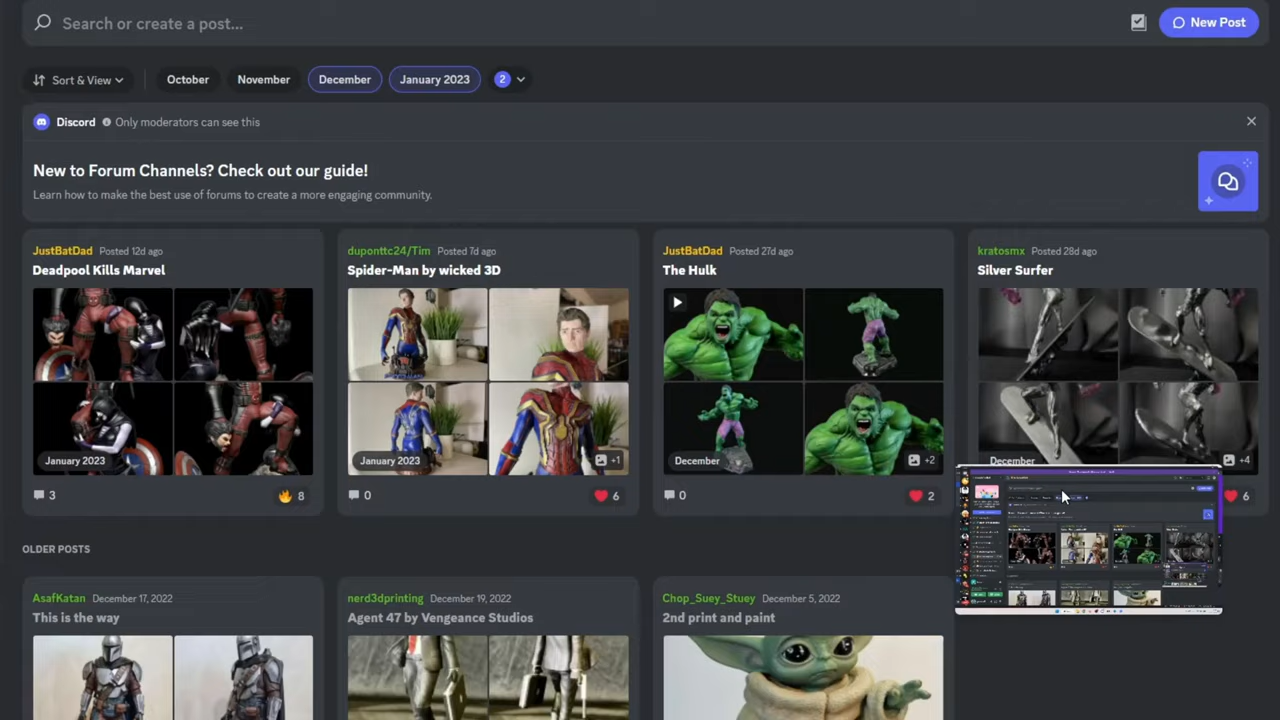 Search or create a post...
New Post
Sort & View
October
November
December
January 2023
2
Discord
Only moderators can see this
New to Forum Channels? Check out our guide!
Learn how to make the best use of forums to create a more engaging community.
JustBatDad Posted 12d ago
Deadpool Kills Marvel
January 2023
3
8
duponttc24/Tim Posted 7d ago
Spider-Man by wicked 3D
January 2023
+1
0
6
JustBatDad Posted 27d ago
The Hulk
December
+2
0
2
kratosmx Posted 28d ago
Silver Surfer
December
+4
6
OLDER POSTS
AsafKatan December 17, 2022
This is the way
nerd3dprinting December 19, 2022
Agent 47 by Vengeance Studios
Chop_Suey_Stuey December 5, 2022
2nd print and paint